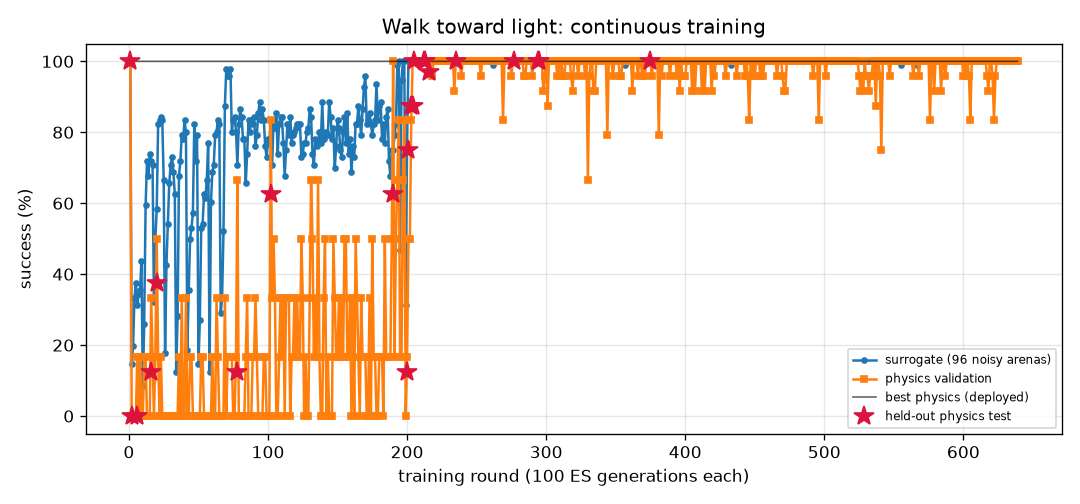 Walk toward light: continuous training
success (%)
100
80
60
40
20
0
0 100 200 300 400 500 600
training round (100 ES generations each)
surrogate (96 noisy arenas)
physics validation
best physics (deployed)
held-out physics test